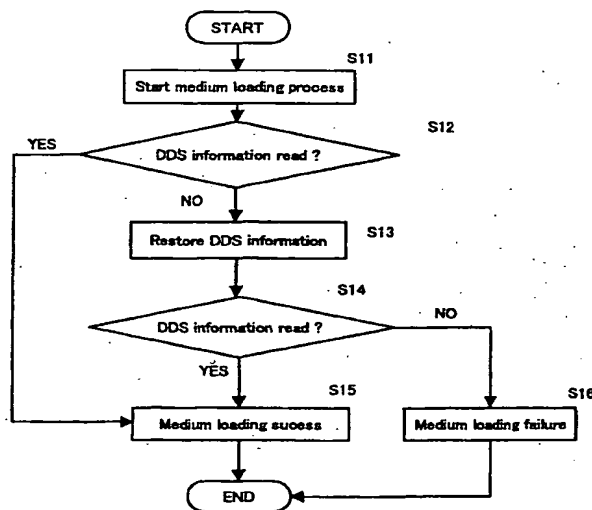 START
S11
Start medium loading process
S12
YES
DDS information read ?
NO
S13
Restore DDS information
S14
DDS information read ?
NO
YES
S15
S16
Medium loading sucess
Medium loading failure
END